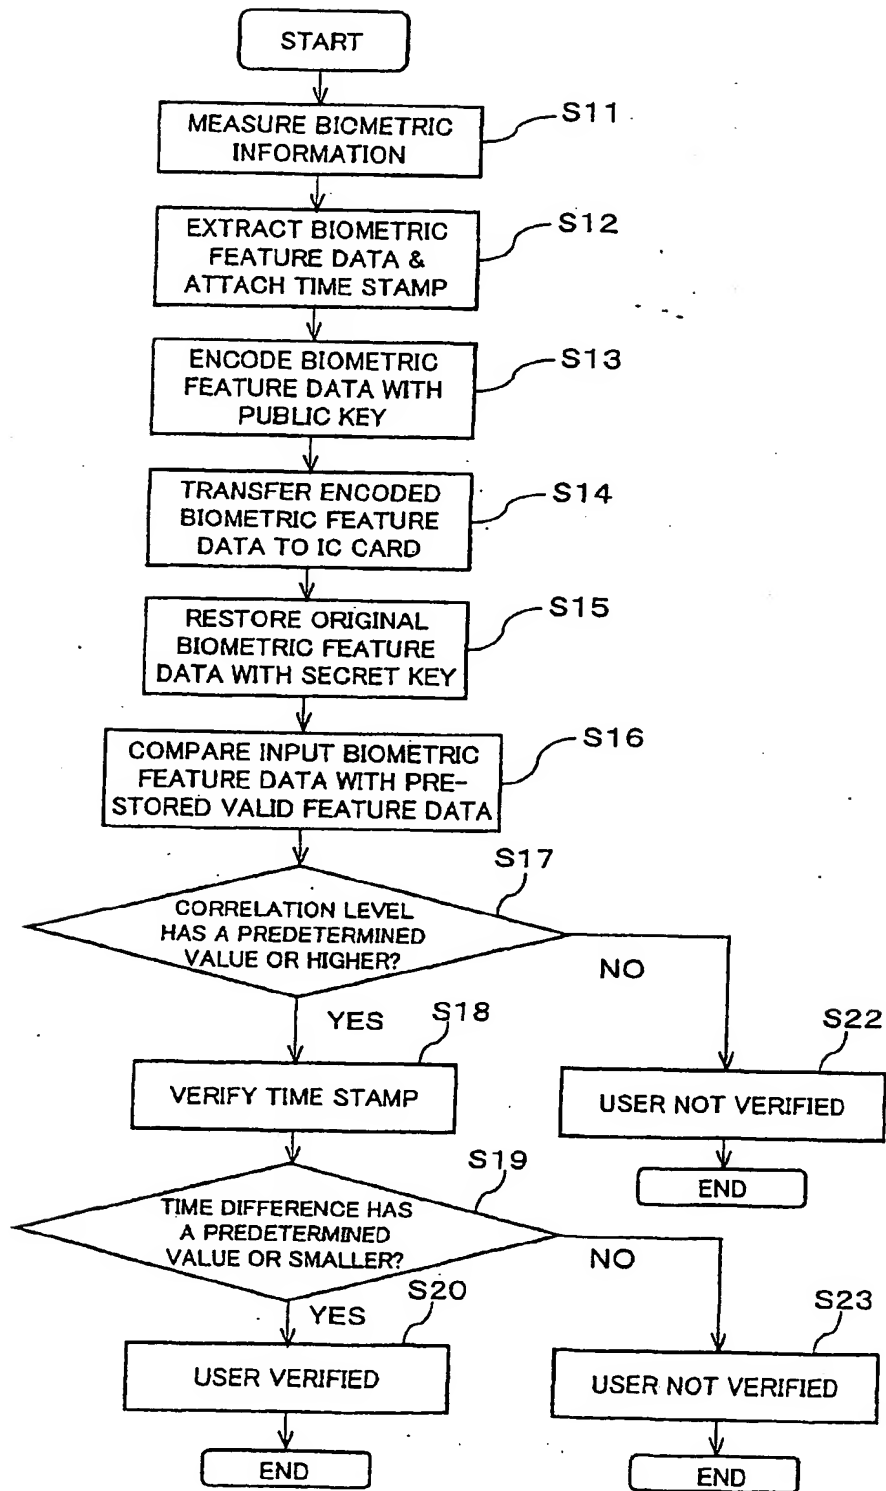 START
MEASURE BIOMETRIC
INFORMATION
S11
EXTRACT BIOMETRIC
FEATURE DATA &
ATTACH TIME STAMP
S12
ENCODE BIOMETRIC
FEATURE DATA WITH
PUBLIC KEY
S13
TRANSFER ENCODED
BIOMETRIC FEATURE
DATA TO IC CARD
S14
RESTORE ORIGINAL
BIOMETRIC FEATURE
DATA WITH SECRET KEY
S15
COMPARE INPUT BIOMETRIC
FEATURE DATA WITH PRE-
STORED VALID FEATURE DATA
S16
S17
CORRELATION LEVEL
HAS A PREDETERMINED
VALUE OR HIGHER?
NO
YES
S18
VERIFY TIME STAMP
S22
USER NOT VERIFIED
END
S19
TIME DIFFERENCE HAS
A PREDETERMINED
VALUE OR SMALLER?
NO
YES
S20
USER VERIFIED
END
S23
USER NOT VERIFIED
END